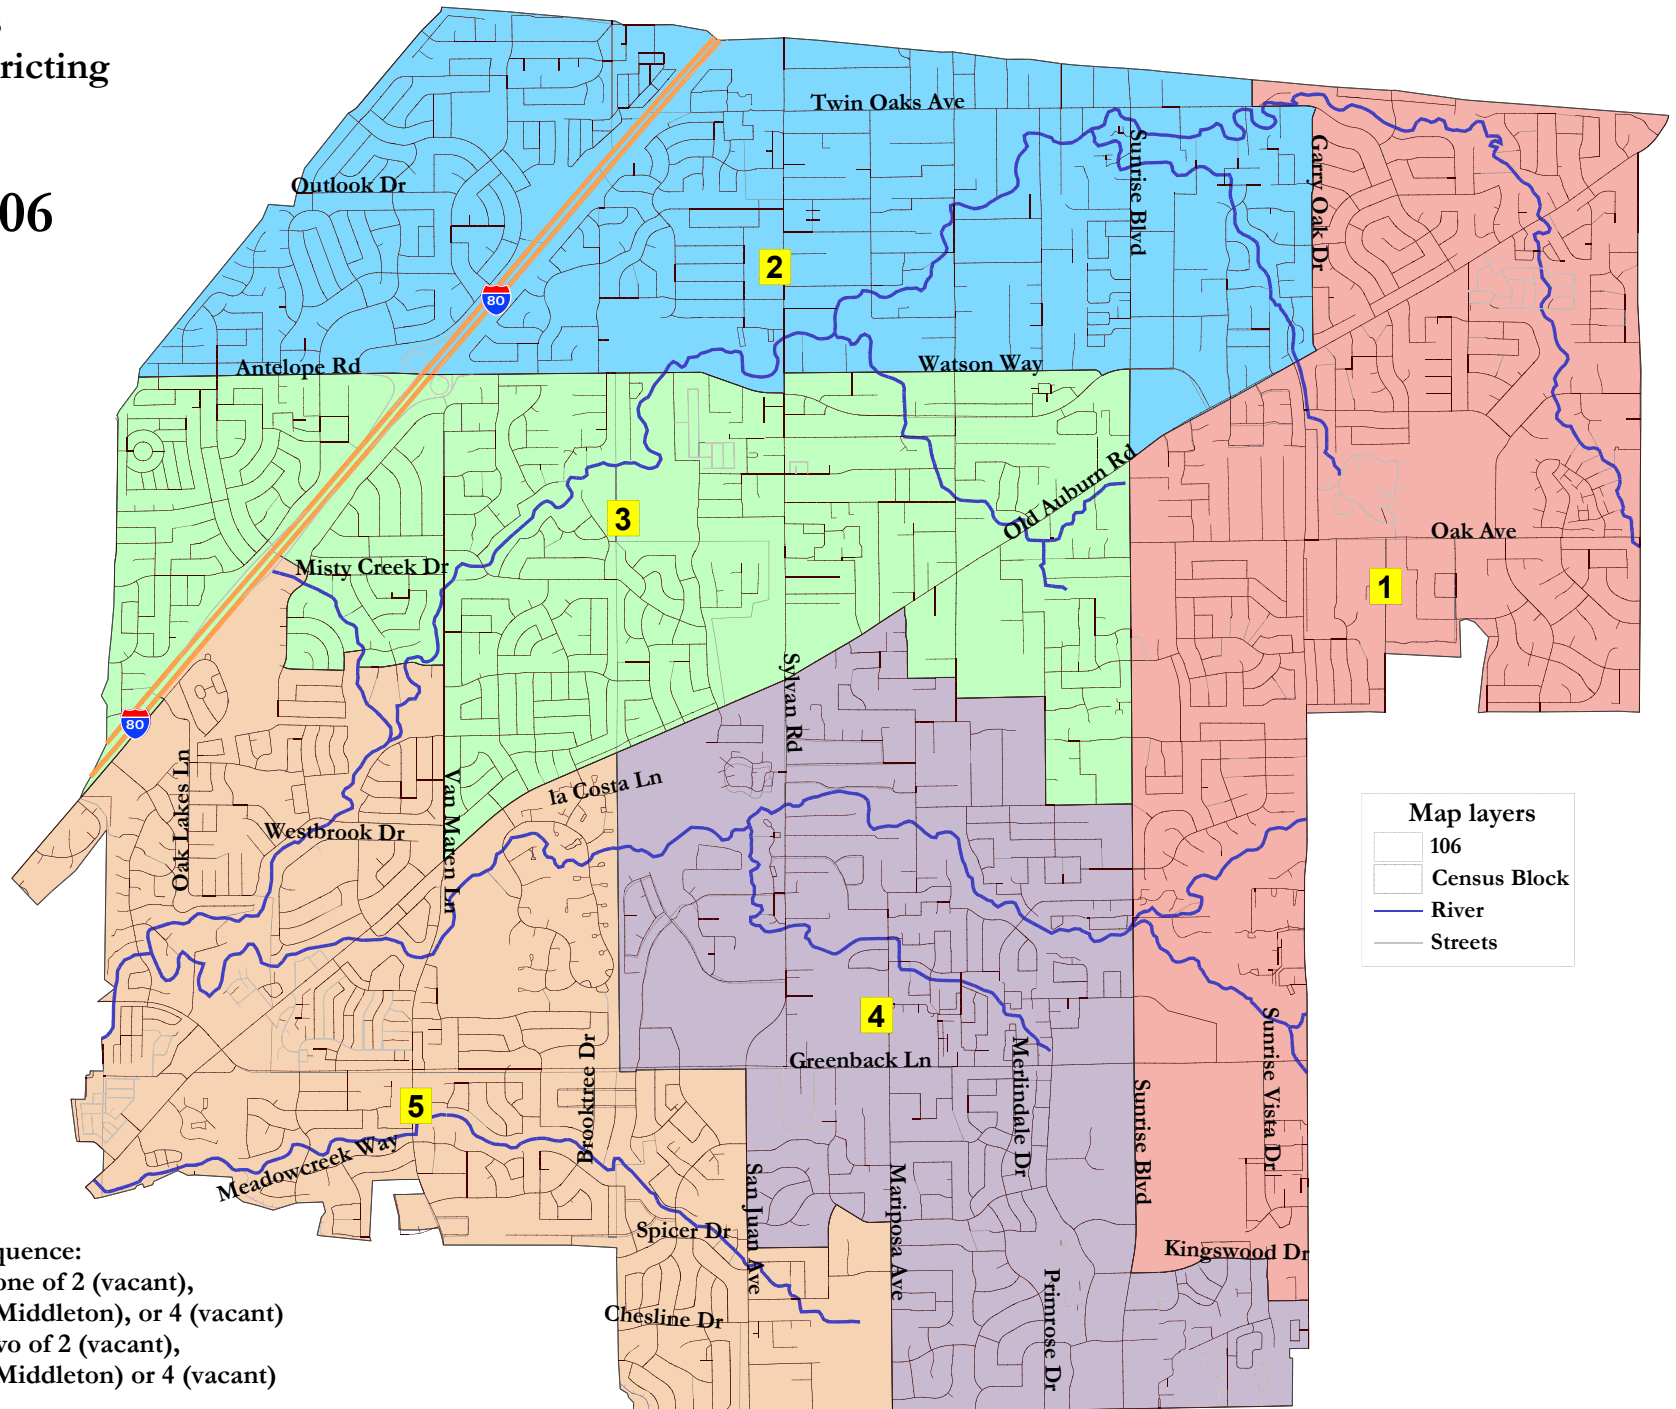 ricting
06
Twin Oaks Ave
Outlook Dr
Sunrise Blvd
Garry Oak Dr
2
80
Antelope Rd
Watson Way
Old Auburn Rd
3
Oak Ave
Misty Creek Dr
1
Sylvan Rd
80
Oak Lakes Ln
Van Maren Ln
la Costa Ln
Westbrook Dr
Map layers
106
Census Block
River
Streets
4
Greenback Ln
Merlindale Dr
Sunrise Vista Dr
Brooktree Dr
5
Sunrise Blvd
Meadowcreek Way
San Juan Ave
Mariposa Ave
Spicer Dr
Kingswood Dr
Primrose Dr
Chesline Dr
quence:
one of 2 (vacant),
Middleton), or 4 (vacant)
vo of 2 (vacant),
Middleton) or 4 (vacant)